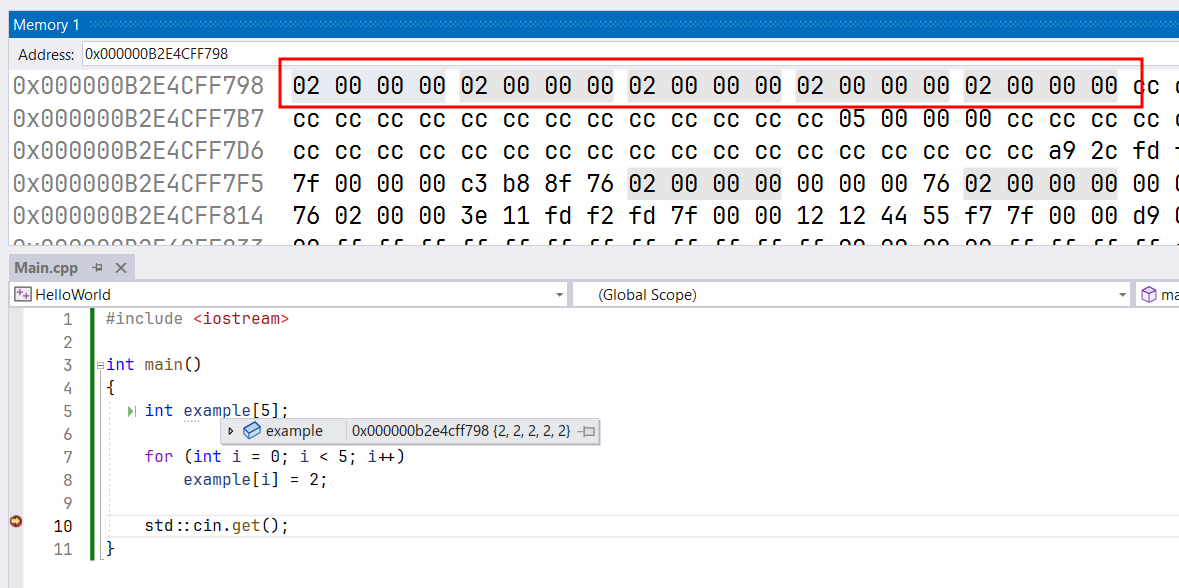 Memory 1
Address: 0x000000B2E4CFF798
0x000000B2E4CFF798 02 00 00 00 02 00 00 00 02 00 00 00 02 00 00 00 02 00 00 00 cc
0x000000B2E4CFF7B7 cc cc cc cc cc cc cc cc cc cc cc cc cc 05 00 00 00 cc cc cc cc
0x000000B2E4CFF7D6 cc cc cc cc cc cc cc cc cc cc cc cc cc cc cc cc cc cc a9 2c fd
0x000000B2E4CFF7F5 7f 00 00 00 c3 b8 8f 76 02 00 00 00 00 00 00 76 02 00 00 00 00
0x000000B2E4CFF814 76 02 00 00 3e 11 fd f2 fd 7f 00 00 12 12 44 55 f7 7f 00 00 d9
Main.cpp
HelloWorld (Global Scope) ma
1 #include <iostream>
2
3 int main()
4 {
5 int example[5];
6 example 0x000000b2e4cff798 {2, 2, 2, 2, 2}
7 for (int i = 0; i < 5; i++)
8 example[i] = 2;
9
10 std::cin.get();
11 }